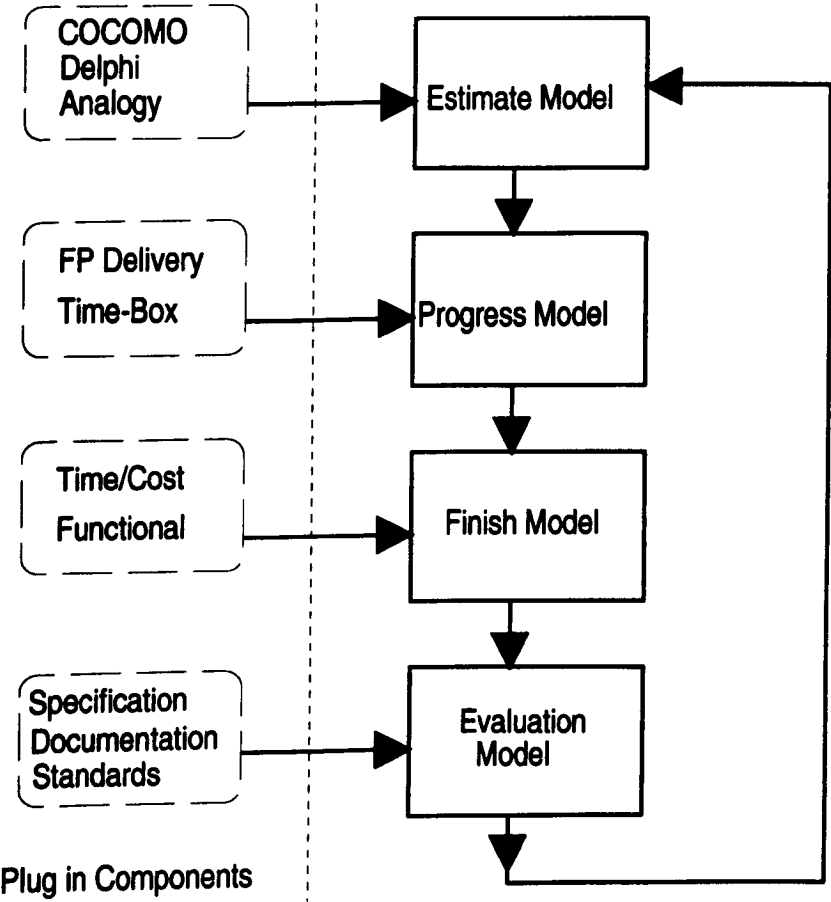 COCOMO
Delphi
Analogy
Estimate Model
FP Delivery
Time-Box
Progress Model
Time/Cost
Functional
Finish Model
Specification
Documentation
Standards
Evaluation
Model
Plug in Components